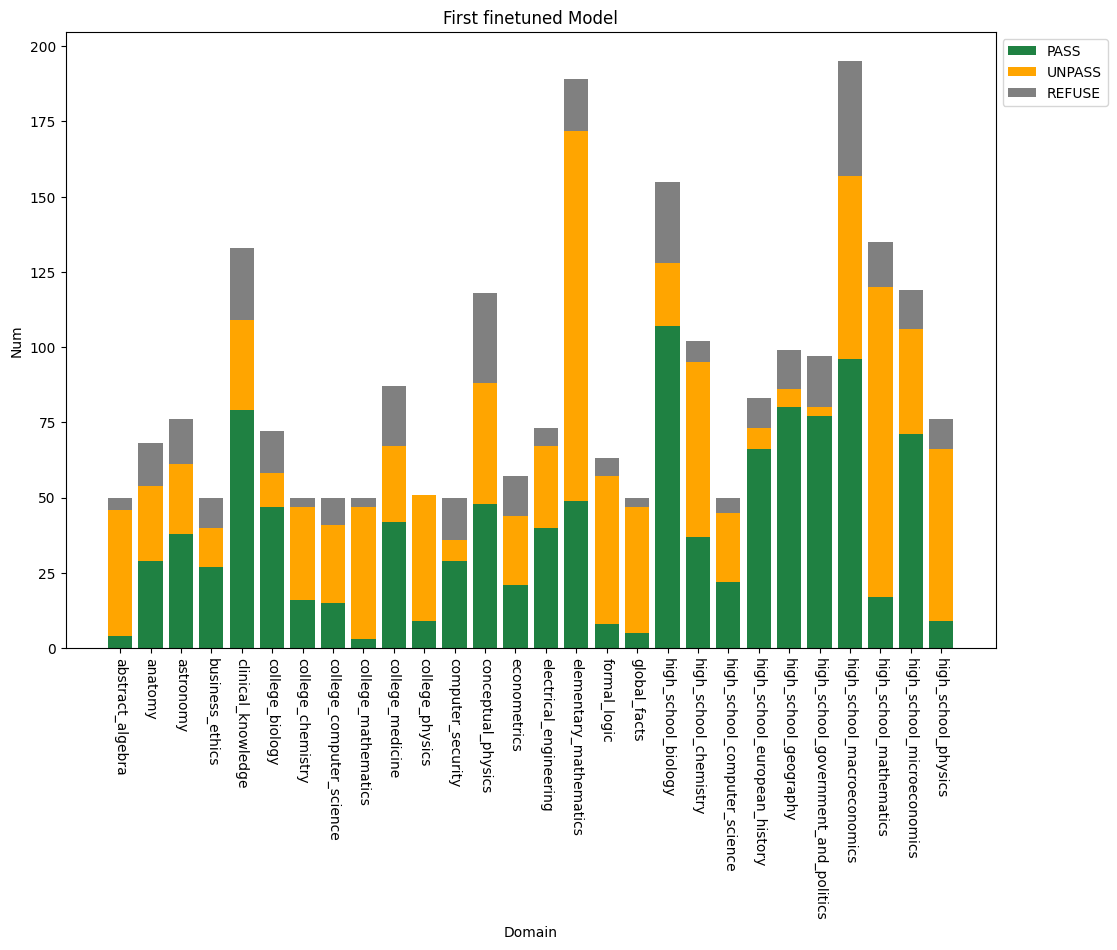 First finetuned Model
PASS
UNPASS
REFUSE
200
175
150
125
100
75
50
25
0
Num
abstract_algebra
anatomy
astronomy
business_ethics
clinical_knowledge
college_biology
college_chemistry
college_computer_science
college_mathematics
college_medicine
college_physics
computer_security
conceptual_physics
econometrics
electrical_engineering
elementary_mathematics
formal_logic
global_facts
high_school_biology
high_school_chemistry
high_school_computer_science
high_school_european_history
high_school_geography
high_school_government_and_politics
high_school_macroeconomics
high_school_mathematics
high_school_microeconomics
high_school_physics
Domain